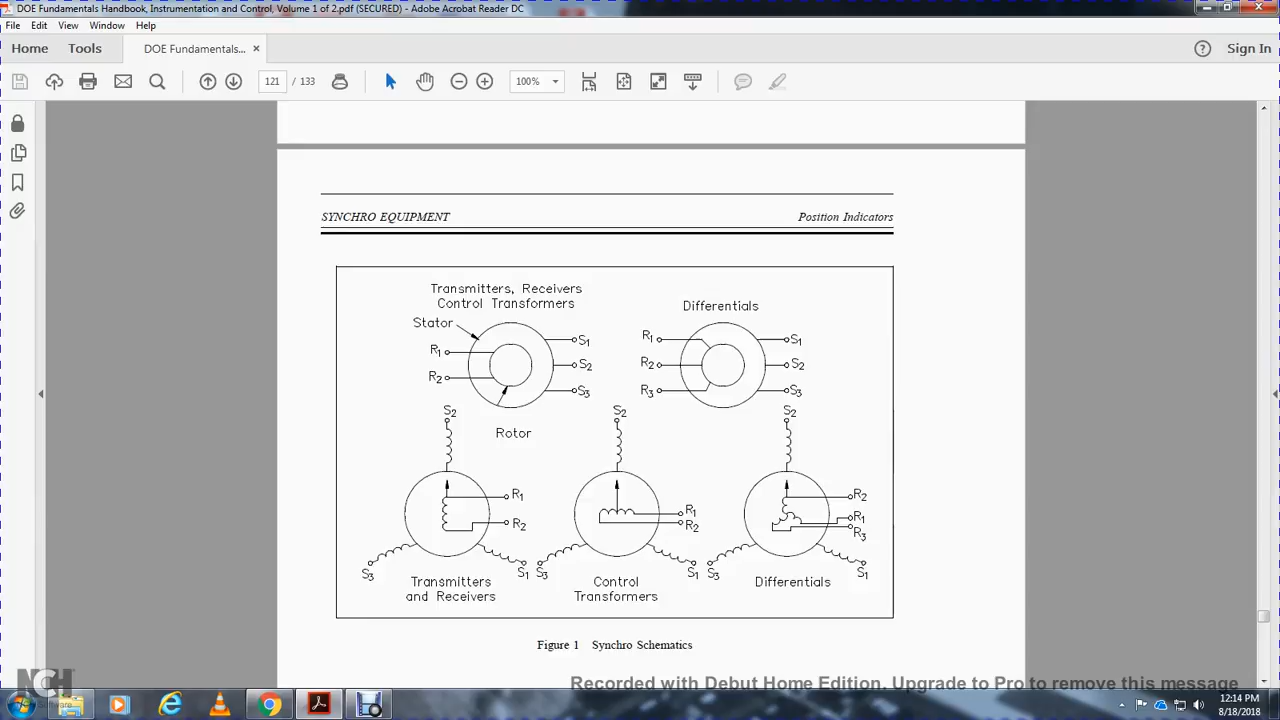 DOE Fundamentals Handbook, Instrumentation and Control, Volume 1 of 2.pdf (SECURED) - Adobe Acrobat Reader DC
File Edit View Window Help
Home Tools DOE Fundamentals... × Sign In
121 / 133 100%
SYNCHRO EQUIPMENT Position Indicators
Transmitters, Receivers
Control Transformers
Differentials
Stator
R1 R2 S1 S2 S3
R1 R2 R3 S1 S2 S3
Rotor
S2 S2 S2
R1 R2 R1 R2 R2 R1 R3
S3 S1 S3 S1 S3 S1
Transmitters
and Receivers
Control
Transformers
Differentials
Figure 1 Synchro Schematics
NCH
Software
Recorded with Debut Home Edition. Upgrade to Pro to remove this message
12:14 PM
8/18/2018